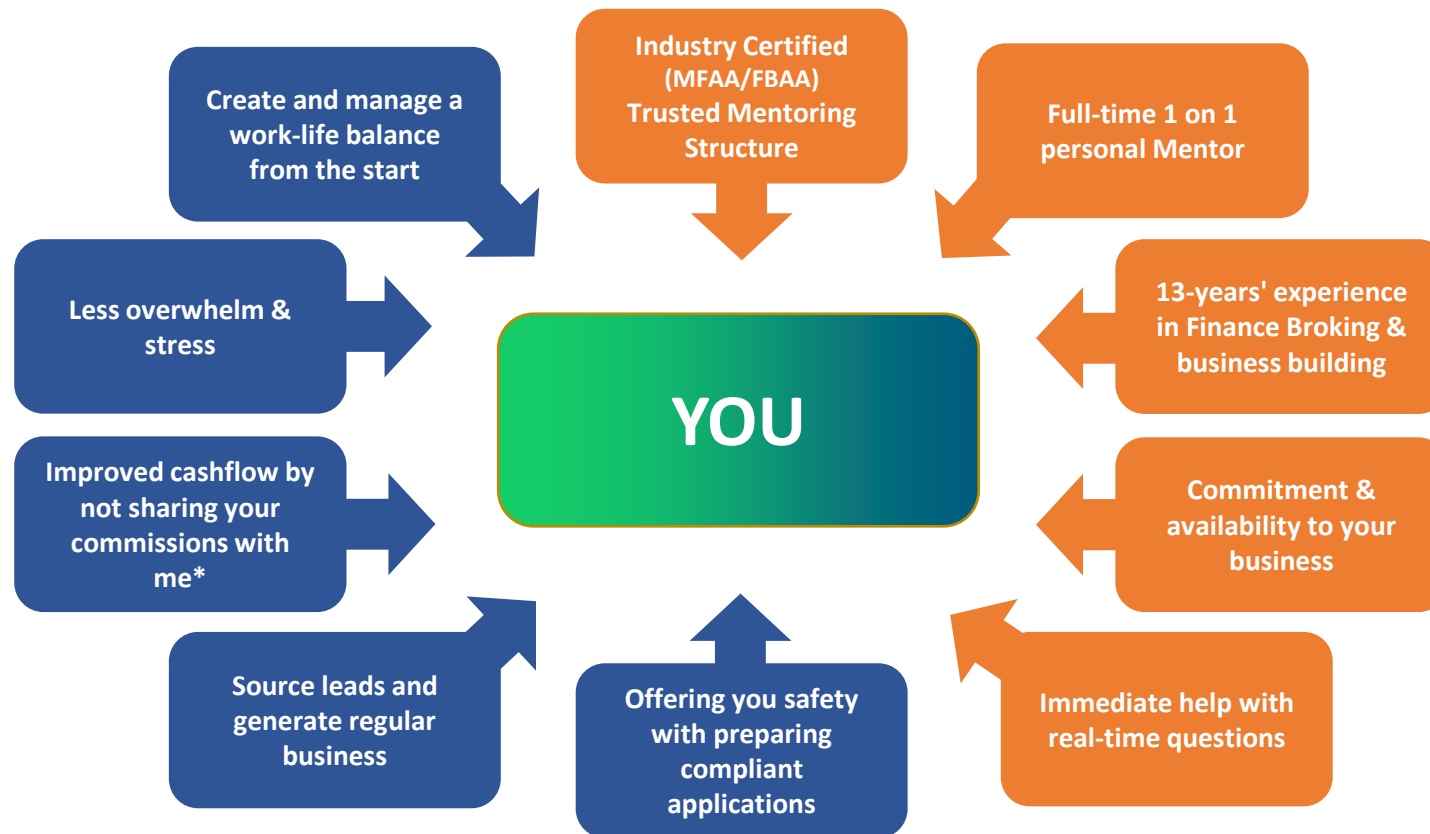 Industry Certified
(MFAA/FBAA)
Trusted Mentoring
Structure
Create and manage a
work-life balance
from the start
Full-time 1 on 1
personal Mentor
Less overwhelm &
stress
13-years' experience
in Finance Broking &
business building
YOU
Improved cashflow by
not sharing your
commissions with
me*
Commitment &
availability to your
business
Source leads and
generate regular
business
Offering you safety
with preparing
compliant
applications
Immediate help with
real-time questions